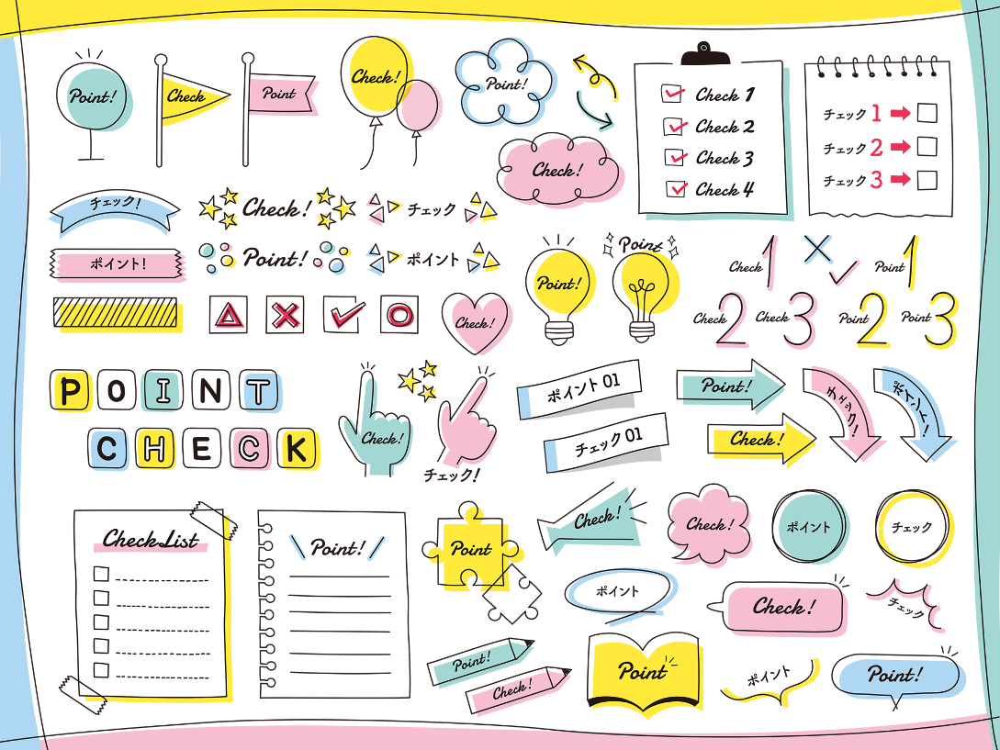 Point!
Check
Point
Check!
Point!
Check!
Check 1
Check 2
Check 3
Check 4
チェック 1
チェック 2
チェック 3
チェック!
Check!
チェック
ポイント!
Point!
ポイント
Check!
Point!
Point
Check 1
Point 1
Check 2
Check 3
Point 2
Point 3
POINT
CHECK
Check!
チェック!
ポイント 01
チェック 01
Point!
Check!
チェック!
ポイント!
Check List
Point!
Point
Check!
Check!
ポイント
チェック
ポイント
Check!
チェック
Point!
Check!
Point
ポイント
Point!